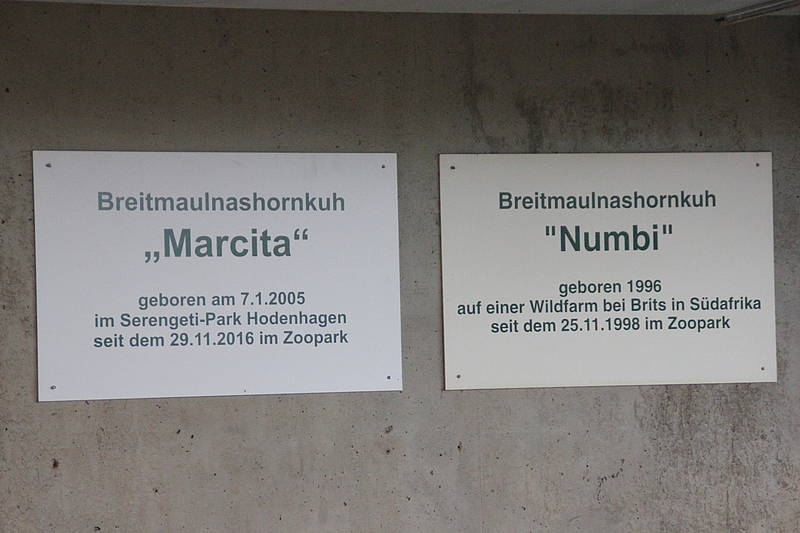 Breitmaulnashornkuh
„Marcita“
geboren am 7.1.2005
im Serengeti-Park Hodenhagen
seit dem 29.11.2016 im Zoopark
Breitmaulnashornkuh
"Numbi"
geboren 1996
auf einer Wildfarm bei Brits in Südafrika
seit dem 25.11.1998 im Zoopark